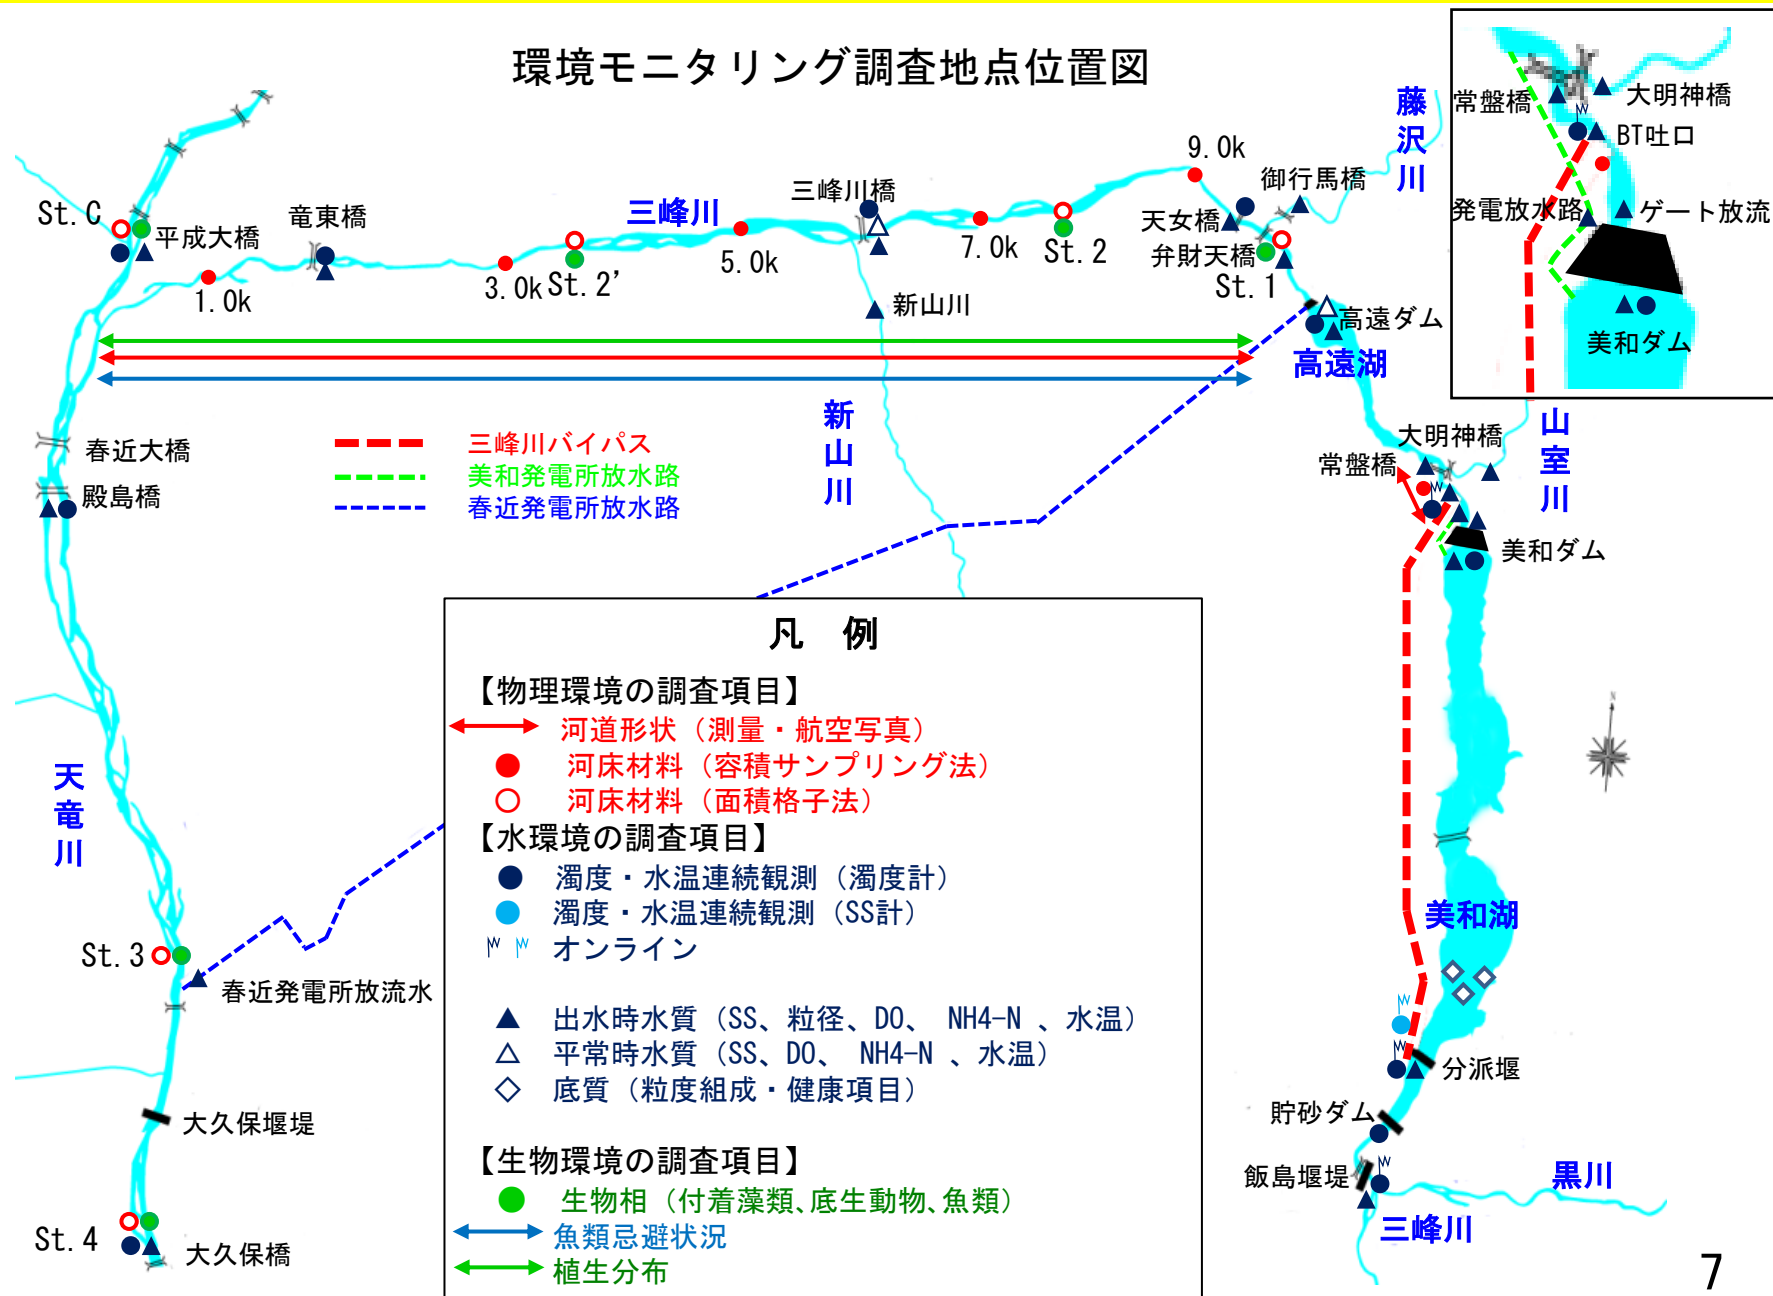 環境モニタリング調査地点位置図
常盤橋
大明神橋
BT吐口
発電放水路
ゲート放流
美和ダム
藤沢川
9.0k
御行馬橋
三峰川橋
天女橋
St.C
平成大橋
竜東橋
三峰川
7.0k
St.2
弁財天橋
St.1
5.0k
3.0k
St.2’
1.0k
新山川
高遠ダム
高遠湖
新山川
春近大橋
殿島橋
三峰川バイパス
美和発電所放水路
春近発電所放水路
大明神橋
常盤橋
山室川
美和ダム
天竜川
凡 例
【物理環境の調査項目】
河道形状（測量・航空写真）
河床材料（容積サンプリング法）
河床材料（面積格子法）
【水環境の調査項目】
濁度・水温連続観測（濁度計）
濁度・水温連続観測（SS計）
オンライン
出水時水質（SS、粒径、DO、 NH4-N 、水温）
平常時水質（SS、DO、 NH4-N 、水温）
底質（粒度組成・健康項目）
【生物環境の調査項目】
生物相（付着藻類、底生動物、魚類）
魚類忌避状況
植生分布
N
美和湖
St.3
春近発電所放流水
分派堰
大久保堰堤
貯砂ダム
飯島堰堤
黒川
三峰川
St.4
大久保橋
7